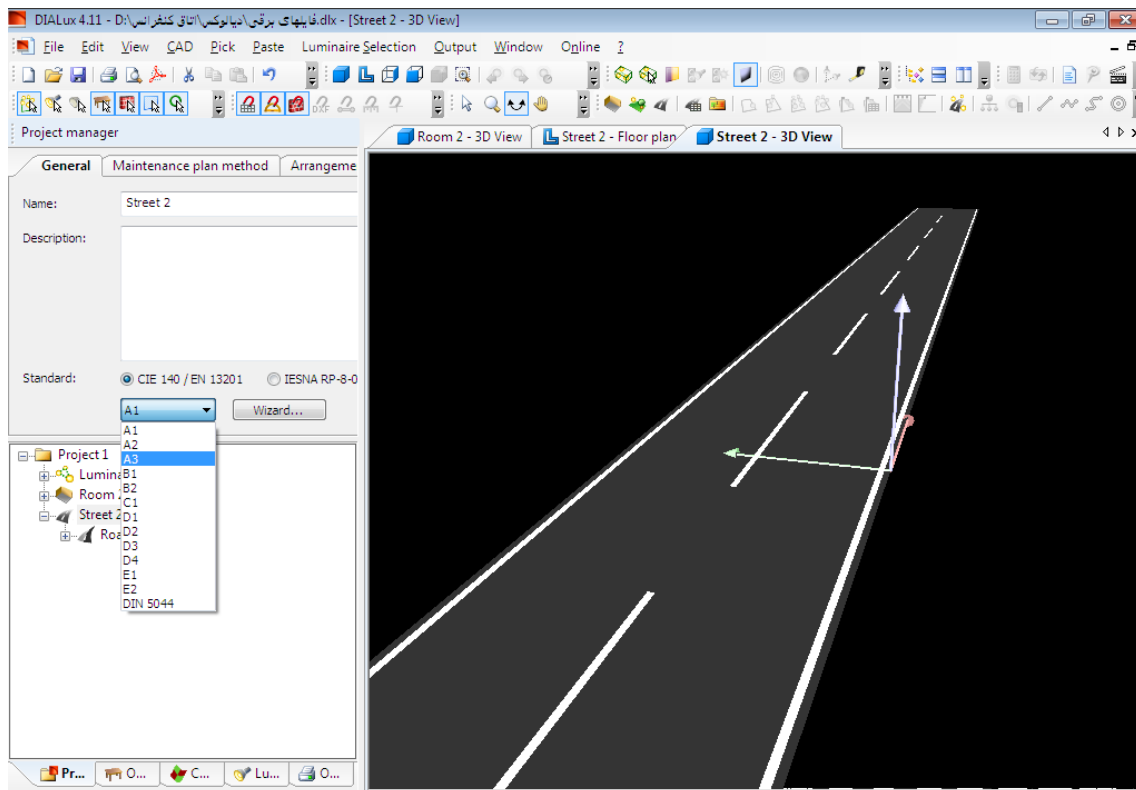 DIALux 4.11 - D:\فایلهای برقی\دیالوکس\اتاق کنفرانس.dlx - [Street 2 - 3D View]
File Edit View CAD Pick Paste Luminaire Selection Output Window Online ?
Project manager
Room 2 - 3D View Street 2 - Floor plan Street 2 - 3D View
General Maintenance plan method Arrangeme
Name: Street 2
Description:
Standard: CIE 140 / EN 13201 IESNA RP-8-0
A1 Wizard...
A1
A2
A3
B1
B2
C1
D1
D2
D3
D4
E1
E2
DIN 5044
Project 1
Lumina
Room 2
Street 2
Roa
Pr... O... C... Lu... O...